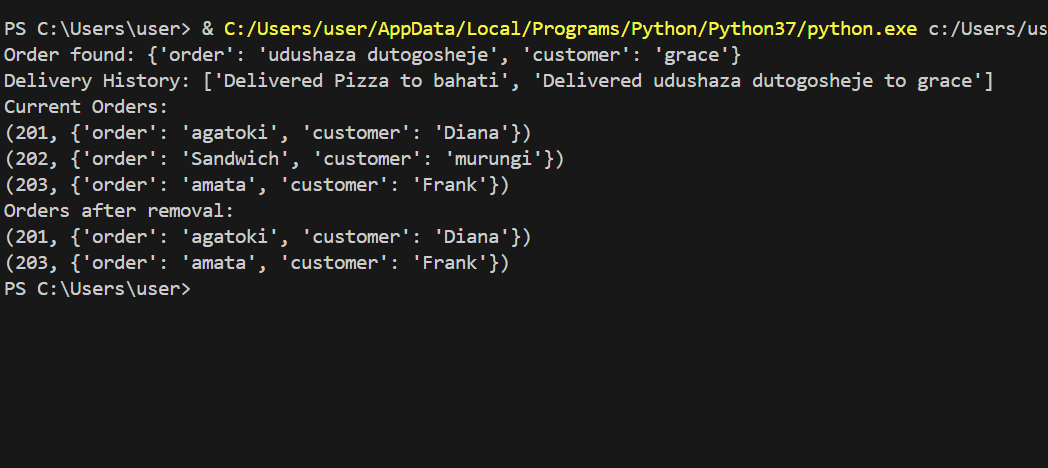 PS C:\Users\user> & C:/Users/user/AppData/Local/Programs/Python/Python37/python.exe c:/Users/us
Order found: {'order': 'udushaza dutogosheje', 'customer': 'grace'}
Delivery History: ['Delivered Pizza to bahati', 'Delivered udushaza dutogosheje to grace']
Current Orders:
(201, {'order': 'agatoki', 'customer': 'Diana'})
(202, {'order': 'Sandwich', 'customer': 'murungi'})
(203, {'order': 'amata', 'customer': 'Frank'})
Orders after removal:
(201, {'order': 'agatoki', 'customer': 'Diana'})
(203, {'order': 'amata', 'customer': 'Frank'})
PS C:\Users\user>